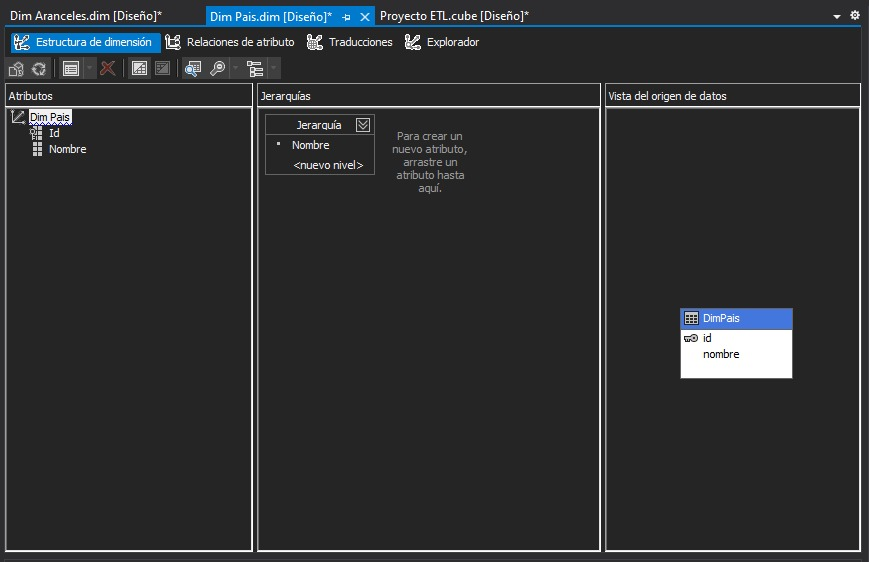 Dim Aranceles.dim [Diseño]* Dim Pais.dim [Diseño]* Proyecto ETL.cube [Diseño]*
Estructura de dimensión Relaciones de atributo Traducciones Explorador
Atributos
Dim Pais
Id
Nombre
Jerarquías
Jerarquía
Nombre
<nuevo nivel>
Para crear un
nuevo atributo,
arrastre un
atributo hasta
aquí.
Vista del origen de datos
DimPais
id
nombre